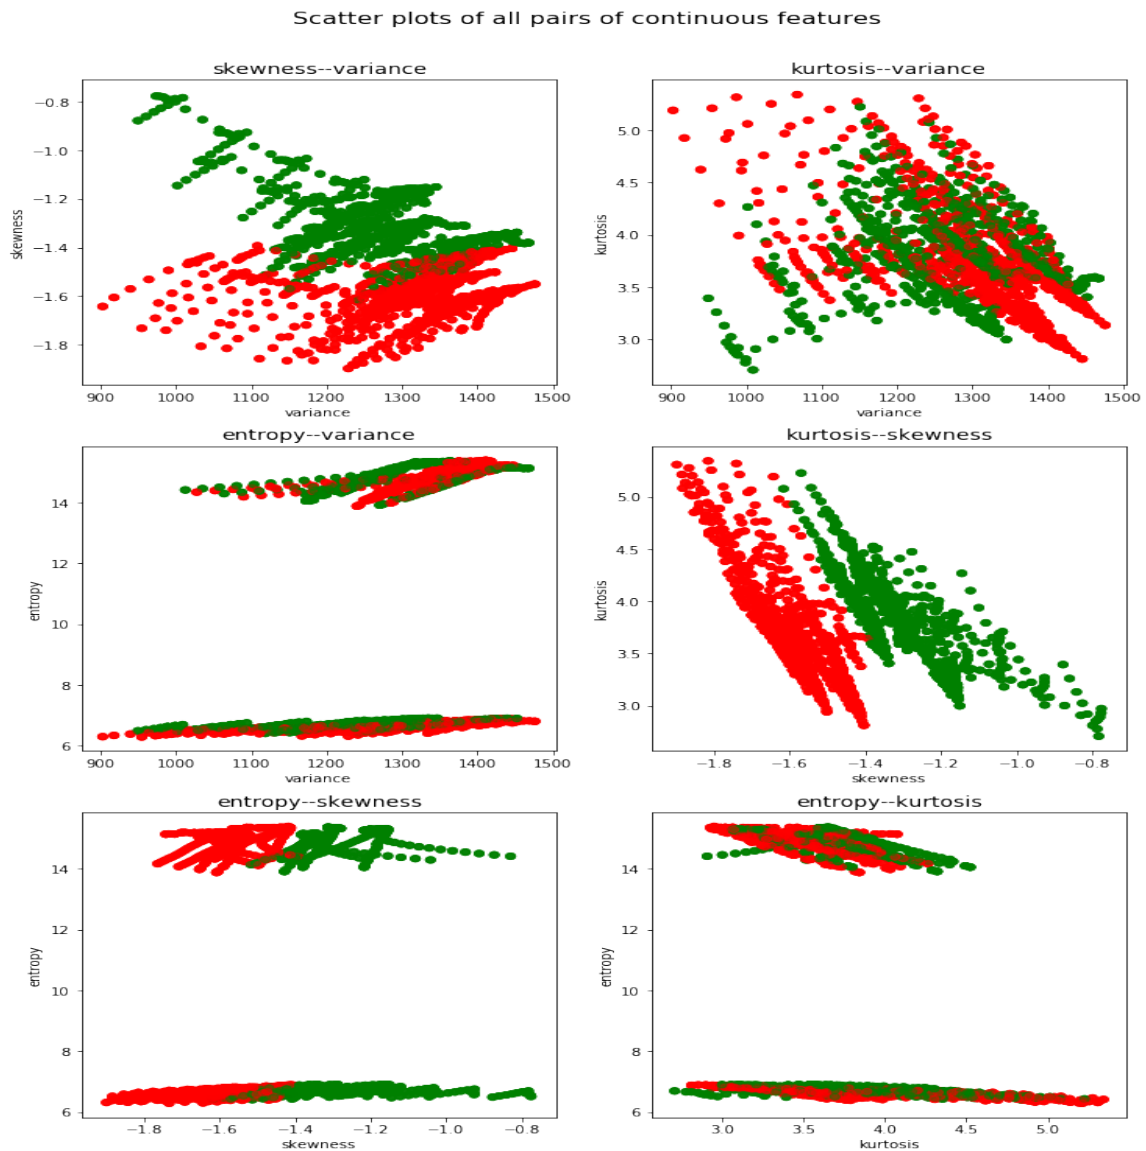 Scatter plots of all pairs of continuous features
skewness--variance
−0.8
−1.0
−1.2
−1.4
−1.6
−1.8
skewness
900 1000 1100 1200 1300 1400 1500
variance
kurtosis--variance
5.0
4.5
4.0
3.5
3.0
kurtosis
900 1000 1100 1200 1300 1400 1500
variance
entropy--variance
14
12
10
8
6
entropy
900 1000 1100 1200 1300 1400 1500
variance
kurtosis--skewness
5.0
4.5
4.0
3.5
3.0
kurtosis
−1.8 −1.6 −1.4 −1.2 −1.0 −0.8
skewness
entropy--skewness
14
12
10
8
6
entropy
−1.8 −1.6 −1.4 −1.2 −1.0 −0.8
skewness
entropy--kurtosis
14
12
10
8
6
entropy
3.0 3.5 4.0 4.5 5.0
kurtosis